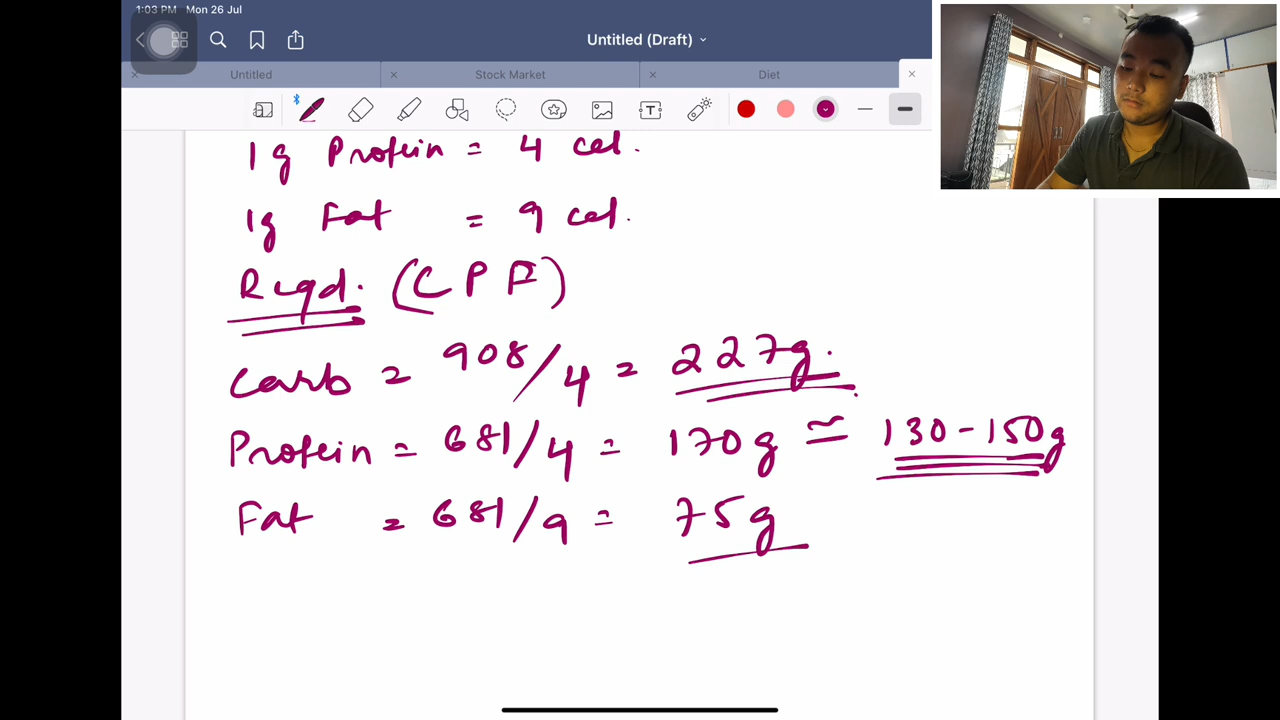 1:03 PM Mon 26 Jul
Untitled (Draft)
Untitled
Stock Market
Diet
1g Protein = 4 cal.
1g Fat = 9 cal.
Reqd. (C P F)
Carb = 908/4 = 227g.
Protein = 681/4 = 170g ≃ 130-150g
Fat = 681/9 = 75g